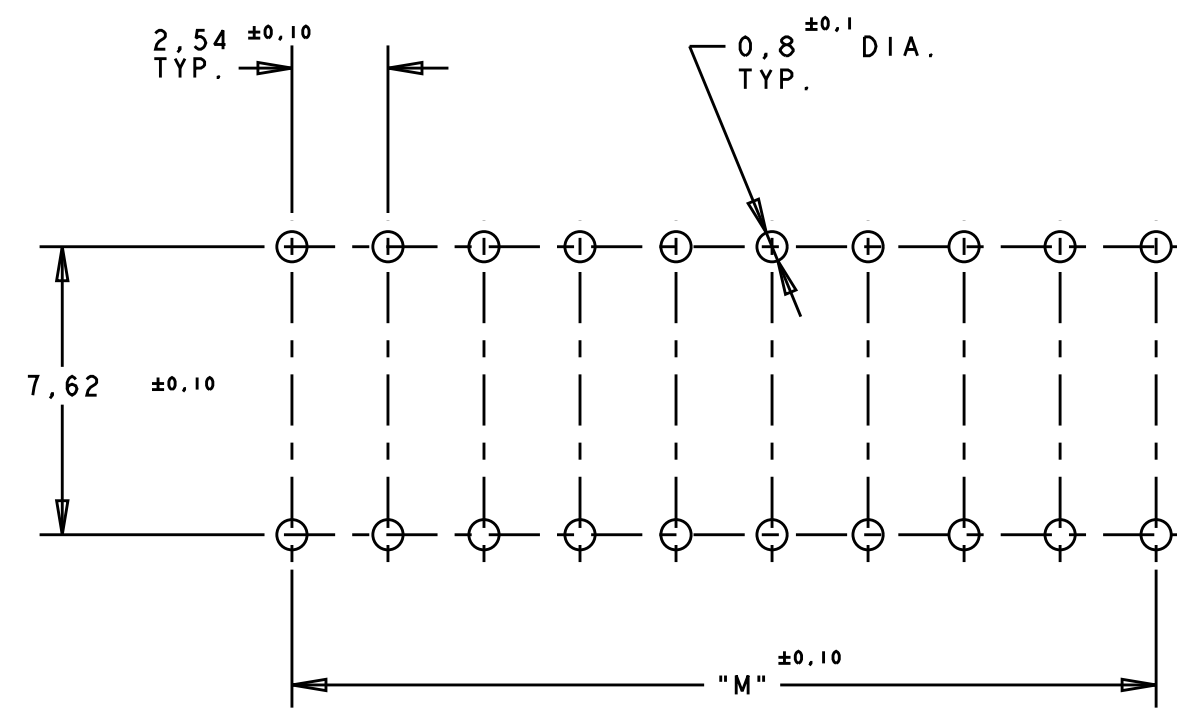 2,54 ±0,10
TYP.
0,8 ±0,1 DIA.
TYP.
7,62 ±0,10
±0,10
"M"